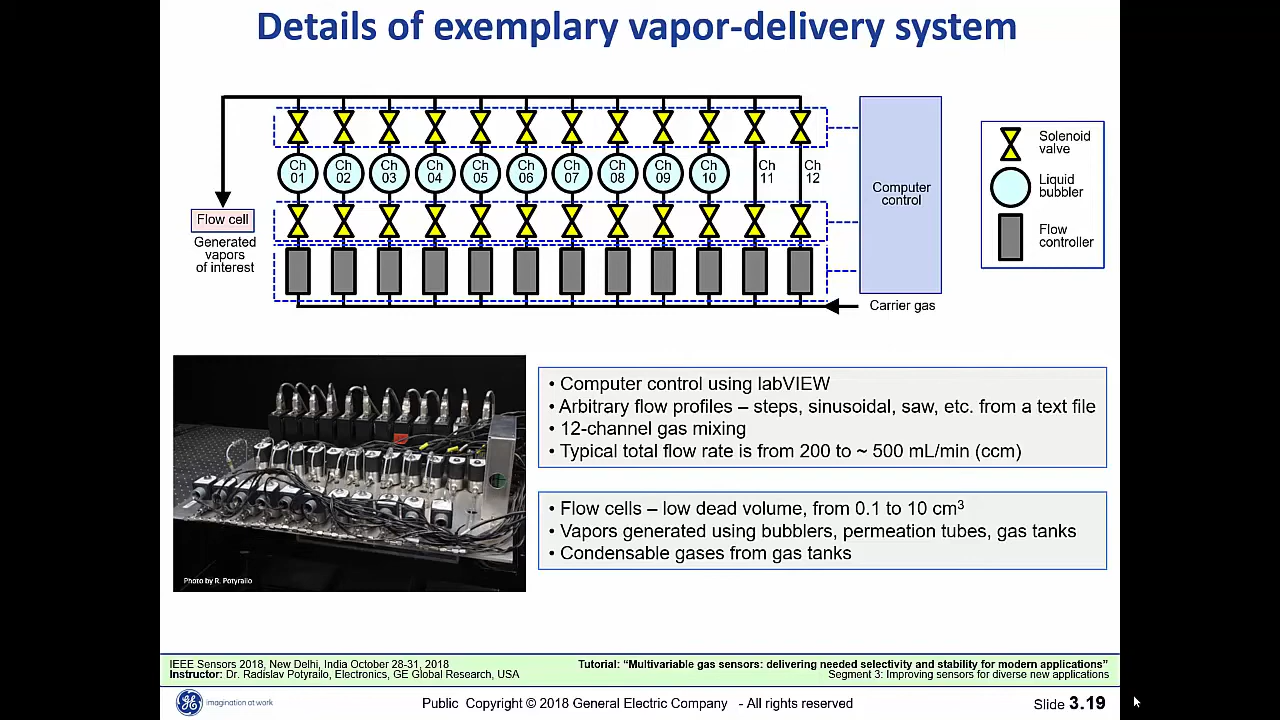 Details of exemplary vapor-delivery system
Ch 01
Ch 02
Ch 03
Ch 04
Ch 05
Ch 06
Ch 07
Ch 08
Ch 09
Ch 10
Ch 11
Ch 12
Flow cell
Generated
vapors
of interest
Computer
control
Carrier gas
Solenoid
valve
Liquid
bubbler
Flow
controller
• Computer control using labVIEW
• Arbitrary flow profiles – steps, sinusoidal, saw, etc. from a text file
• 12-channel gas mixing
• Typical total flow rate is from 200 to ~ 500 mL/min (ccm)
• Flow cells – low dead volume, from 0.1 to 10 cm³
• Vapors generated using bubblers, permeation tubes, gas tanks
• Condensable gases from gas tanks
Photo by R. Potyrailo
IEEE Sensors 2018, New Delhi, India October 28-31, 2018
Instructor: Dr. Radislav Potyrailo, Electronics, GE Global Research, USA
Tutorial: “Multivariable gas sensors: delivering needed selectivity and stability for modern applications”
Segment 3: Improving sensors for diverse new applications
imagination at work
Public Copyright © 2018 General Electric Company - All rights reserved
Slide 3.19